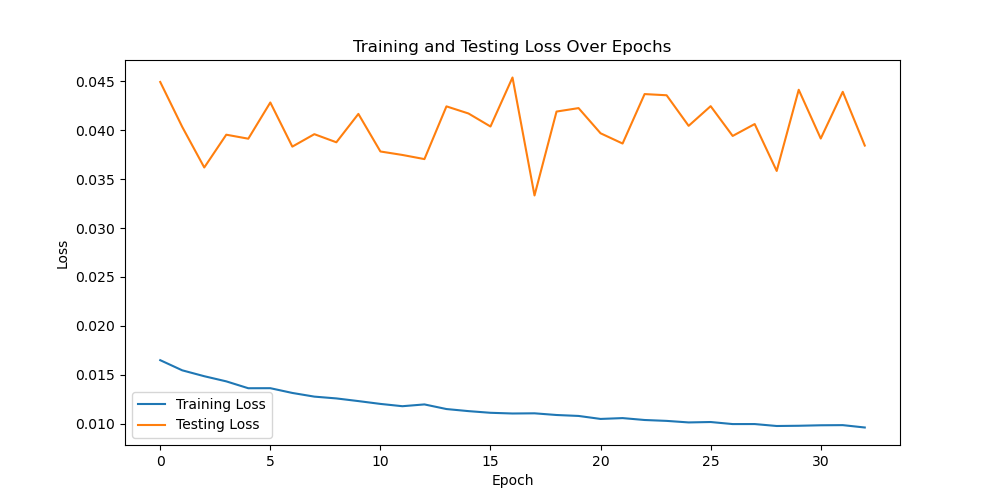 Training and Testing Loss Over Epochs
0.045
0.040
0.035
0.030
0.025
0.020
0.015
0.010
Loss
Training Loss
Testing Loss
0 5 10 15 20 25 30
Epoch